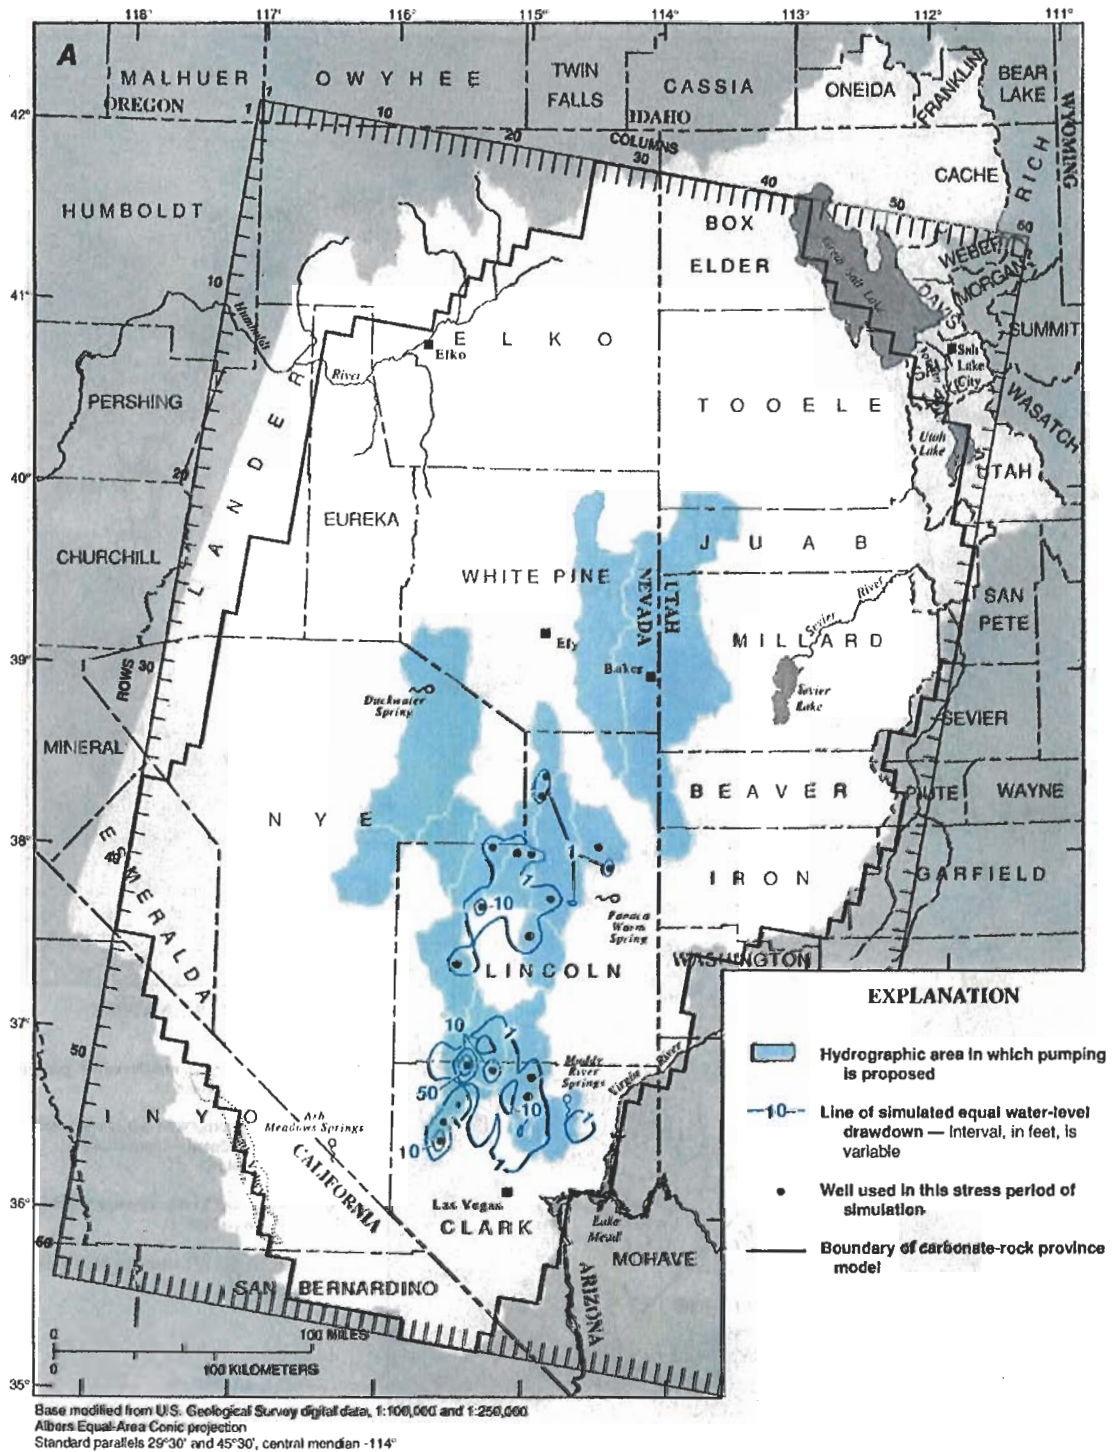 118° 117° 116° 115° 114° 113° 112° 111°
A
MALHUER
OWYHEE
TWIN
FALLS
CASSIA
ONEIDA
FRANKLIN
BEAR
LAKE
OREGON
IDAHO
WYOMING
42°
1
1
10
20
COLUMNS
30
40
50
60
CACHE
RICH
HUMBOLDT
BOX
ELDER
Great Salt Lake
WEBER
MORGAN
DAVIS
SUMMIT
41°
10
Humboldt
River
ELKO
Elko
Salt
Lake
City
PERSHING
LANDER
TOOELE
WASATCH
Utah
Lake
UTAH
40°
20
EUREKA
CHURCHILL
WHITE PINE
JUAB
NEVADA
UTAH
SAN
PETE
Sevier
River
MILLARD
Ely
Baker
39°
ROWS 30
Duckwater
Spring
Sevier
Lake
SEVIER
MINERAL
NYE
BEAVER
PIUTE
WAYNE
38°
ESMERALDA
1
1
10
IRON
GARFIELD
Panaca
Warm
Spring
LINCOLN
WASHINGTON
EXPLANATION
37°
50
10
1
Muddy
River
Springs
Virgin
River
50
10
1
10
1
INYO
Ash
Meadows Springs
CALIFORNIA
Las Vegas
CLARK
Lake
Mead
MOHAVE
ARIZONA
36°
60
SAN BERNARDINO
Hydrographic area in which pumping
is proposed
10
Line of simulated equal water-level
drawdown — Interval, in feet, is
variable
Well used in this stress period of
simulation
Boundary of carbonate-rock province
model
0
100 MILES
0
100 KILOMETERS
35°
Base modified from U.S. Geological Survey digital data, 1:100,000 and 1:250,000
Albers Equal-Area Conic projection
Standard parallels 29°30' and 45°30', central meridian -114°